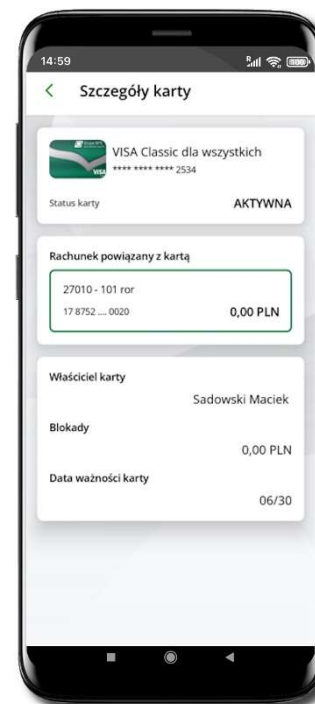 14:59
Szczegóły karty
VISA Classic dla wszystkich
**** **** **** 2534
VISA
Status karty AKTYWNA
Rachunek powiązany z kartą
27010 - 101 ror
17 8752 .... 0020 0,00 PLN
Właściciel karty
Sadowski Maciek
Blokady
0,00 PLN
Data ważności karty
06/30